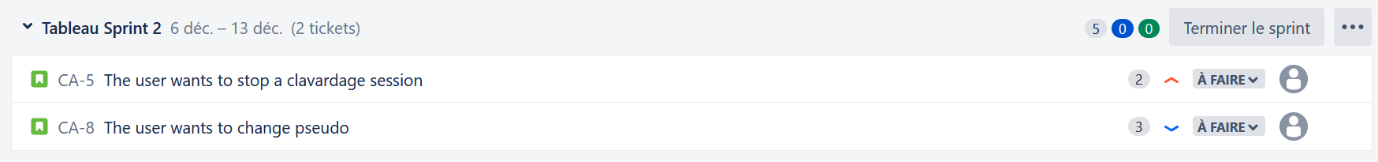 Tableau Sprint 2 6 déc. – 13 déc. (2 tickets) 5 0 0 Terminer le sprint
CA-5 The user wants to stop a clavardage session 2 À FAIRE
CA-8 The user wants to change pseudo 3 À FAIRE